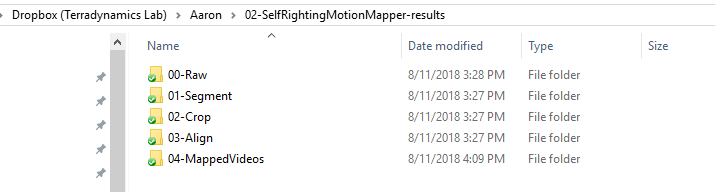 Dropbox (Terradynamics Lab) > Aaron > 02-SelfRightingMotionMapper-results
Name Date modified Type Size
00-Raw 8/11/2018 3:28 PM File folder
01-Segment 8/11/2018 3:27 PM File folder
02-Crop 8/11/2018 3:27 PM File folder
03-Align 8/11/2018 3:27 PM File folder
04-MappedVideos 8/11/2018 4:09 PM File folder